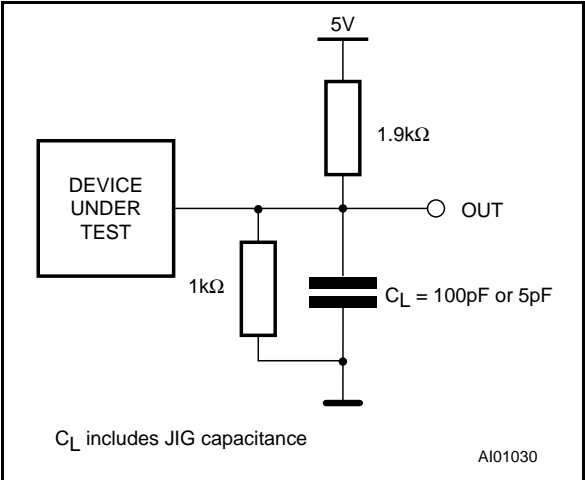 5V
1.9kΩ
DEVICE
UNDER
TEST
OUT
1kΩ
CL = 100pF or 5pF
CL includes JIG capacitance
AI01030